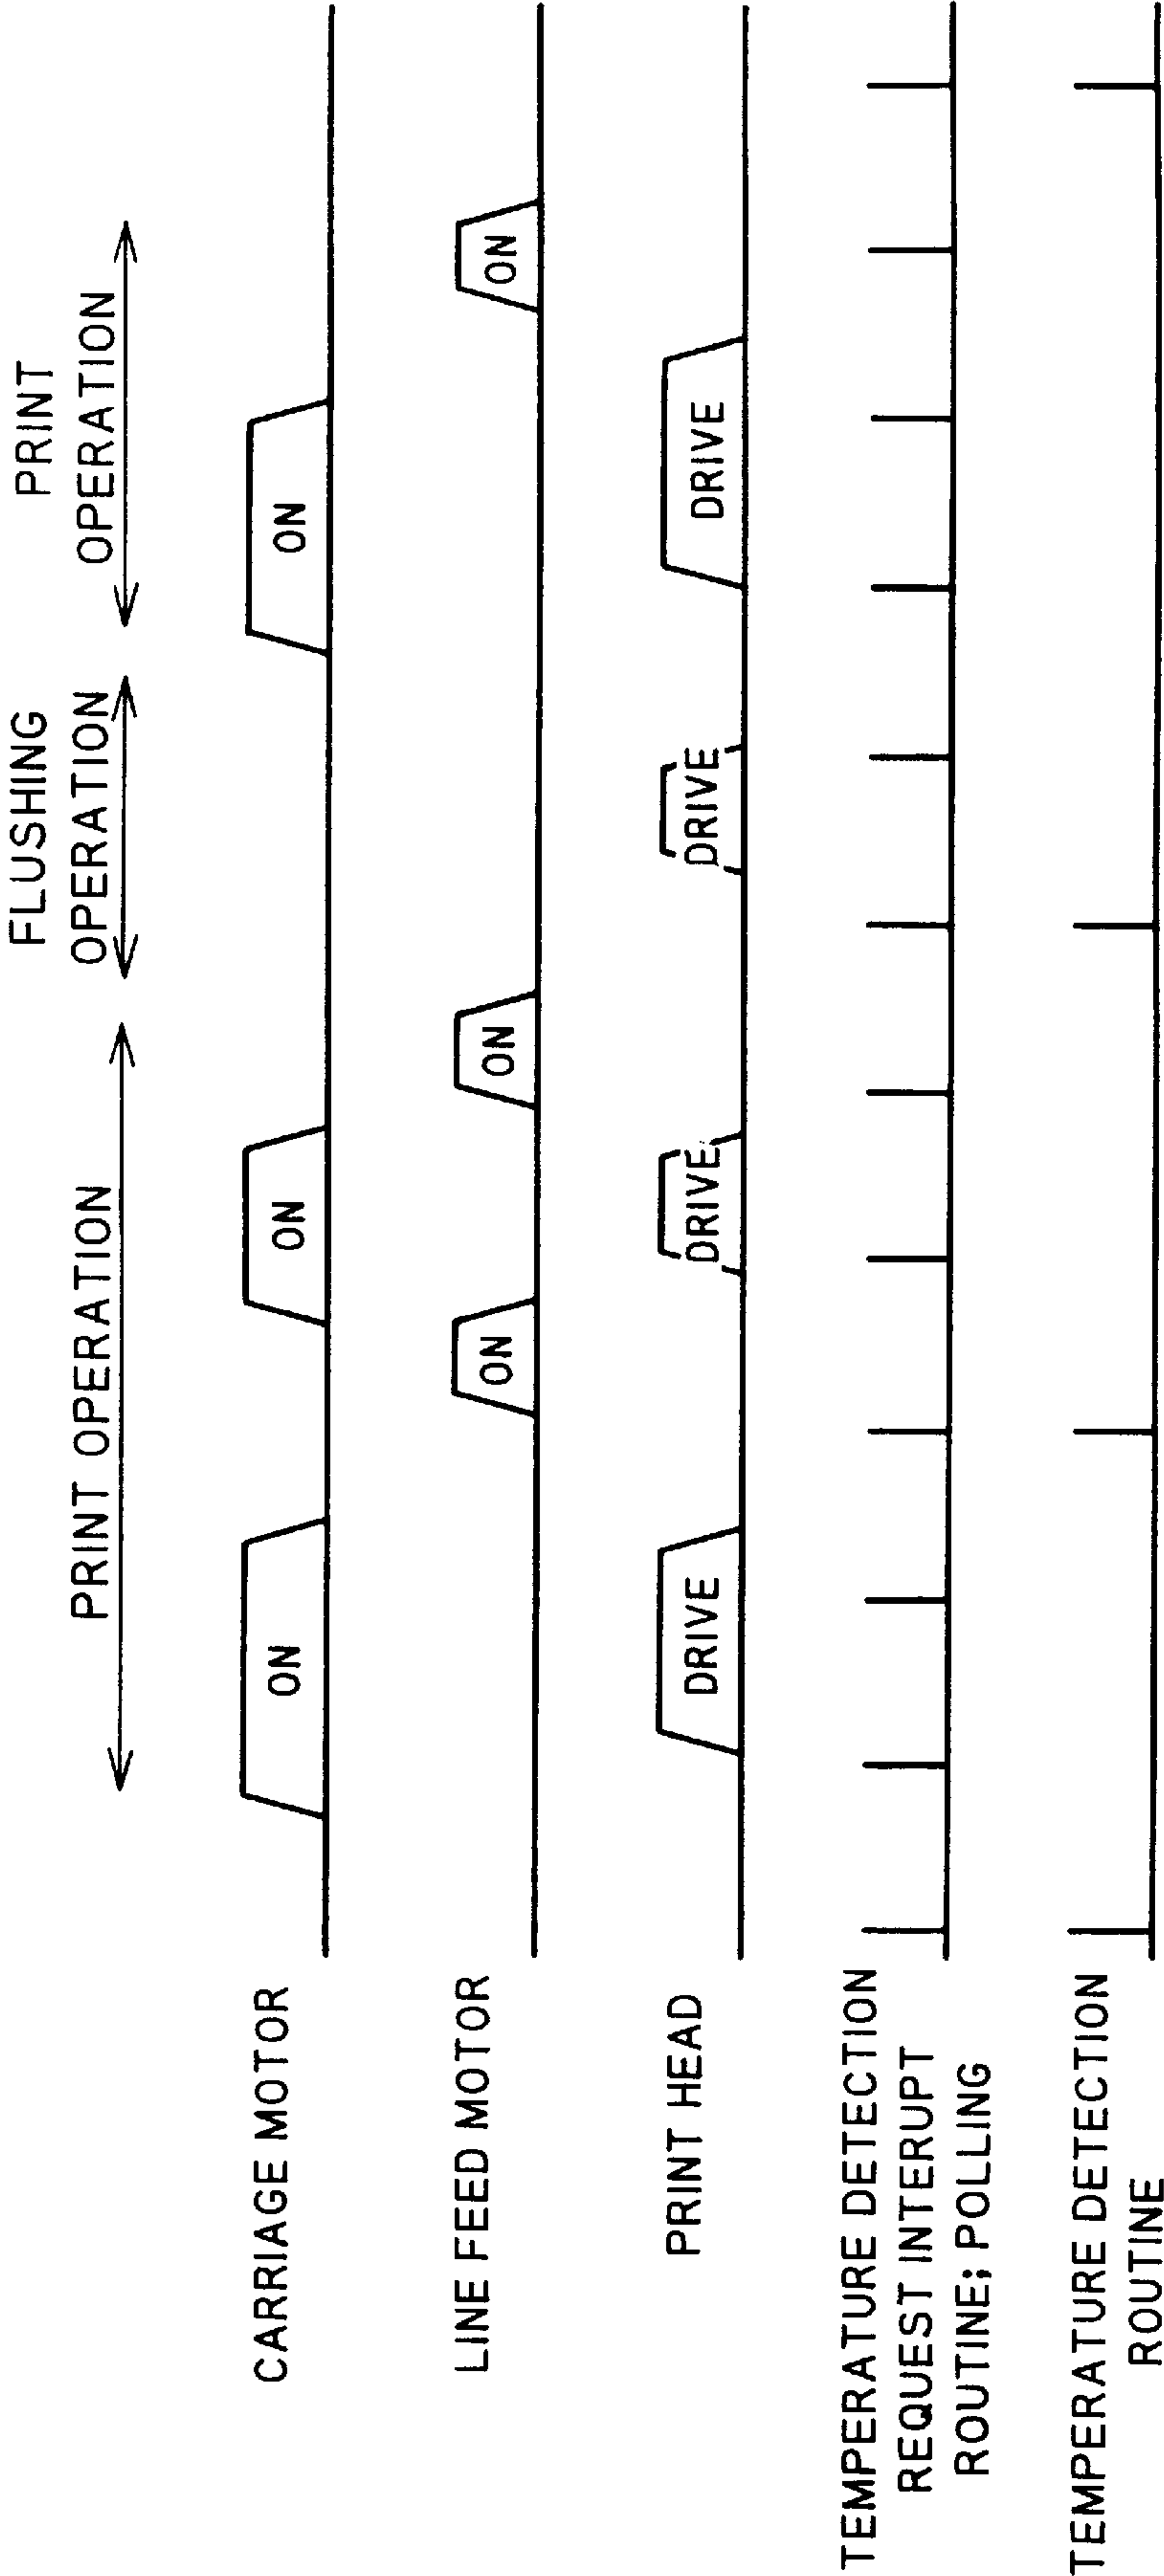 PRINT OPERATION
FLUSHING
OPERATION
PRINT
OPERATION
CARRIAGE MOTOR
ON
ON
ON
LINE FEED MOTOR
ON
ON
ON
PRINT HEAD
DRIVE
DRIVE
DRIVE
DRIVE
TEMPERATURE DETECTION
REQUEST INTERUPT
ROUTINE; POLLING
TEMPERATURE DETECTION
ROUTINE